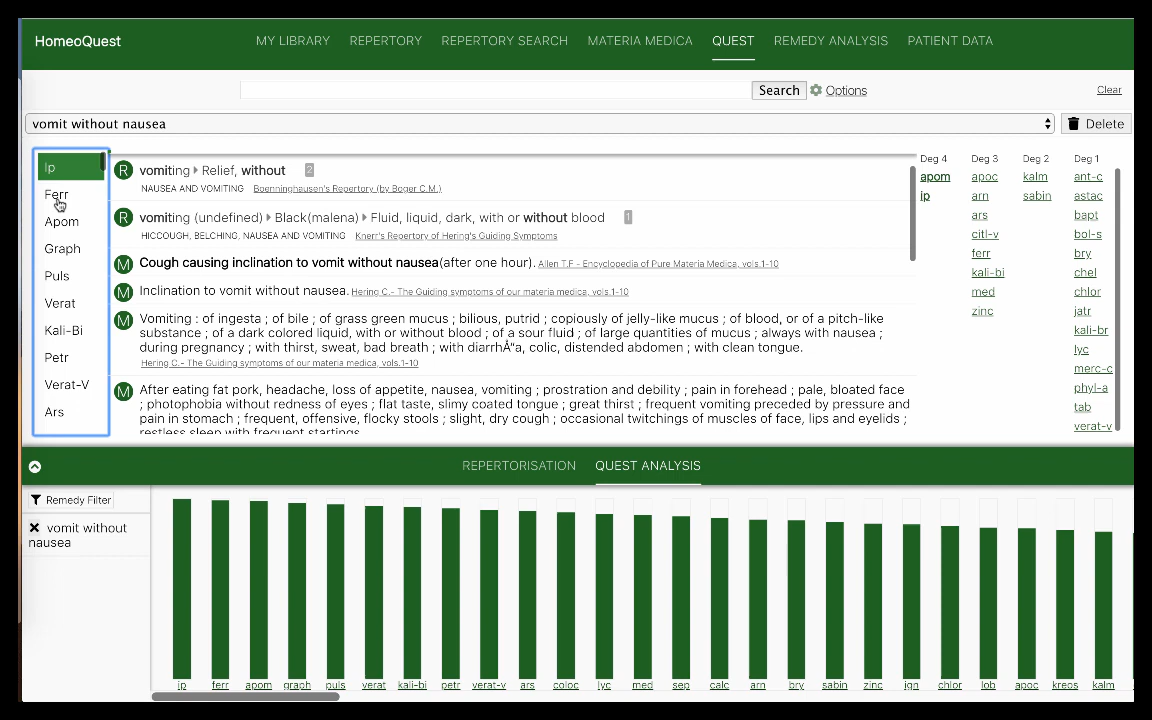 HomeoQuest
MY LIBRARY REPERTORY REPERTORY SEARCH MATERIA MEDICA QUEST REMEDY ANALYSIS PATIENT DATA
Search Options Clear
vomit without nausea Delete
Ip
Ferr
Apom
Graph
Puls
Verat
Kali-Bi
Petr
Verat-V
Ars
R vomiting Relief, without 2
NAUSEA AND VOMITING Boenninghausen's Repertory (by Boger C.M.)
R vomiting (undefined) Black(malena) Fluid, liquid, dark, with or without blood 1
HICCOUGH, BELCHING, NAUSEA AND VOMITING Knerr's Repertory of Hering's Guiding Symptoms
M Cough causing inclination to vomit without nausea(after one hour). Allen T.F - Encyclopedia of Pure Materia Medica, vols.1-10
M Inclination to vomit without nausea. Hering C.- The Guiding symptoms of our materia medica, vols.1-10
M Vomiting : of ingesta ; of bile ; of grass green mucus ; bilious, putrid ; copiously of jelly-like mucus ; of blood, or of a pitch-like
substance ; of a dark colored liquid, with or without blood ; of a sour fluid ; of large quantities of mucus ; always with nausea ;
during pregnancy ; with thirst, sweat, bad breath ; with diarrhÅ"a, colic, distended abdomen ; with clean tongue.
Hering C.- The Guiding symptoms of our materia medica, vols.1-10
M After eating fat pork, headache, loss of appetite, nausea, vomiting ; prostration and debility ; pain in forehead ; pale, bloated face
; photophobia without redness of eyes ; flat taste, slimy coated tongue ; great thirst ; frequent vomiting preceded by pressure and
pain in stomach ; frequent, offensive, flocky stools ; slight, dry cough ; occasional twitchings of muscles of face, lips and eyelids ;
restless sleep with frequent startings
Deg 4 Deg 3 Deg 2 Deg 1
apom apoc kalm ant-c
ip arn sabin astac
ars bapt
citl-v bol-s
ferr bry
kali-bi chel
med chlor
zinc jatr
kali-br
lyc
merc-c
phyl-a
tab
verat-v
REPERTORISATION QUEST ANALYSIS
Remedy Filter
vomit without
nausea
ip ferr apom graph puls verat kali-bi petr verat-v ars coloc lyc med sep calc arn bry sabin zinc ign chlor lob apoc kreos kalm